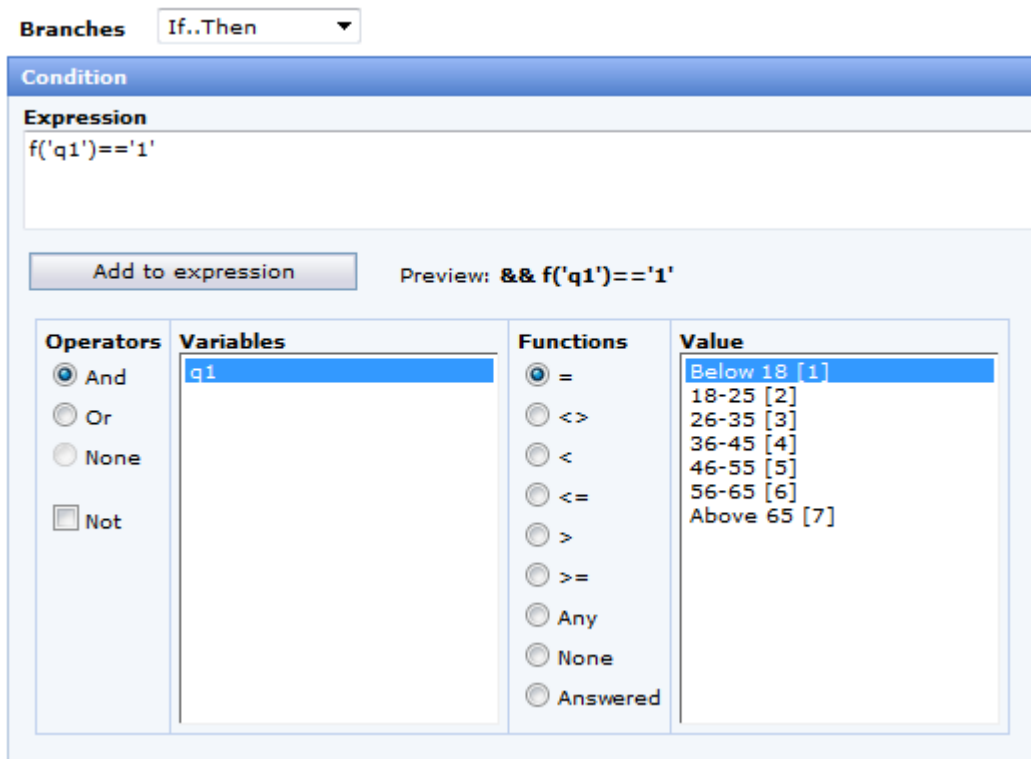 Branches If..Then
Condition
Expression
f('q1')=='1'
Add to expression Preview: && f('q1')=='1'
Operators Variables Functions Value
And q1 = Below 18 [1]
Or <> 18-25 [2]
None < 26-35 [3]
<= 36-45 [4]
Not > 46-55 [5]
>= 56-65 [6]
Any Above 65 [7]
None
Answered